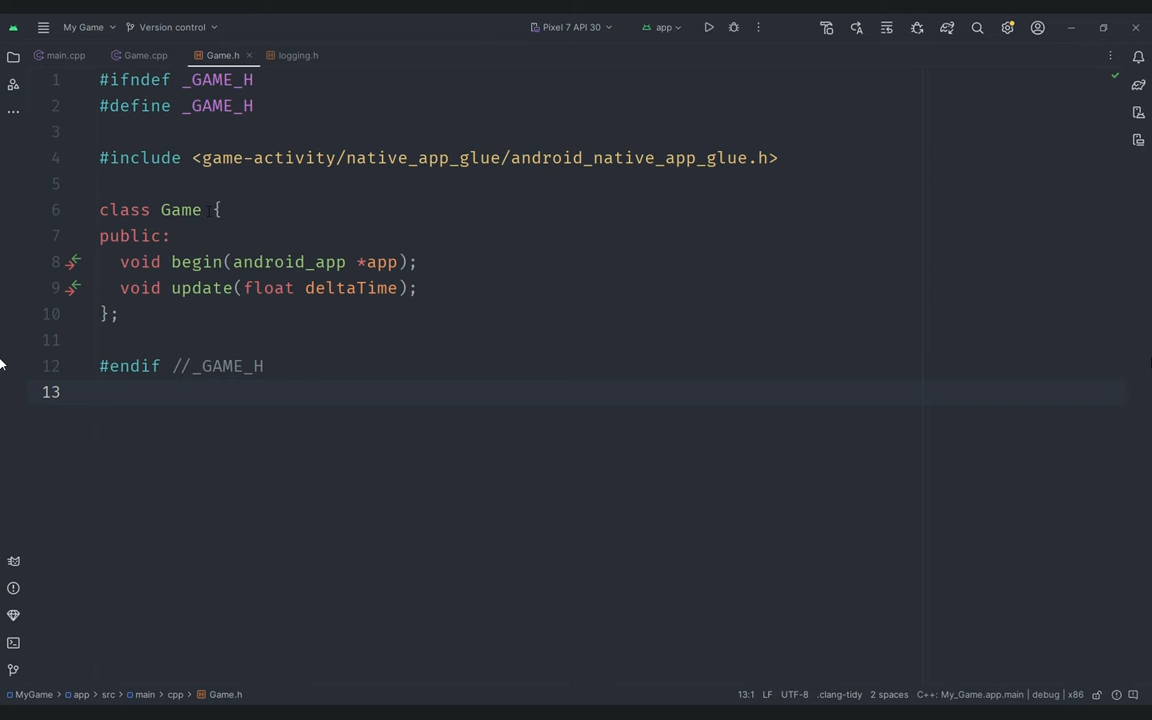 My Game
Version control
Pixel 7 API 30
app
main.cpp
Game.cpp
Game.h
logging.h
1 #ifndef _GAME_H
2 #define _GAME_H
3
4 #include <game-activity/native_app_glue/android_native_app_glue.h>
5
6 class Game {
7 public:
8 void begin(android_app *app);
9 void update(float deltaTime);
10 };
11
12 #endif //_GAME_H
13
MyGame > app > src > main > cpp > Game.h
13:1 LF UTF-8 .clang-tidy 2 spaces C++: My_Game.app.main | debug | x86